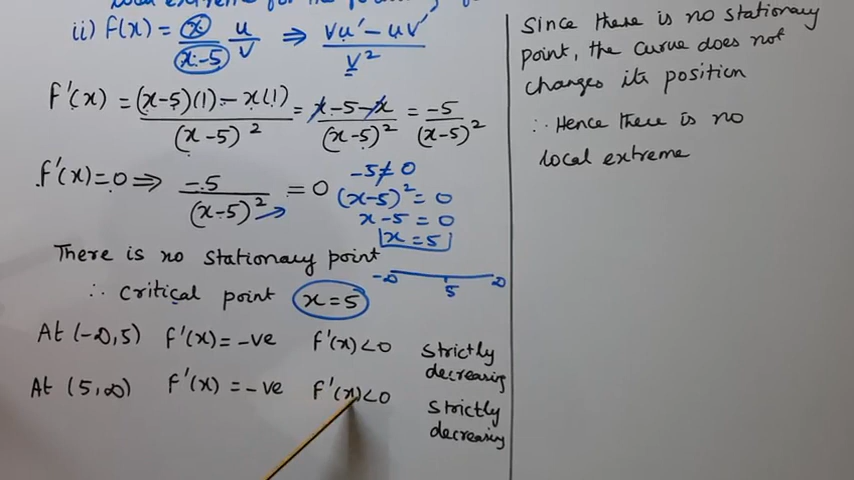 ii) f(x) = x/x-5 u/v ⇒ vu' - uv'/v²
f'(x) = (x-5)(1) - x(1)/(x-5)² = x-5-x/(x-5)² = -5/(x-5)²
f'(x) = 0 ⇒ -5/(x-5)² = 0
-5 ≠ 0
(x-5)² = 0
x-5 = 0
x = 5
There is no stationary point
∴ critical point x = 5
-∞ 5 ∞
At (-∞,5) f'(x) = -ve f'(x) < 0 strictly
decreasing
At (5,∞) f'(x) = -ve f'(x) < 0 strictly
decreasing
Since there is no stationary
point, the curve does not
changes its position
∴ Hence there is no
local extreme